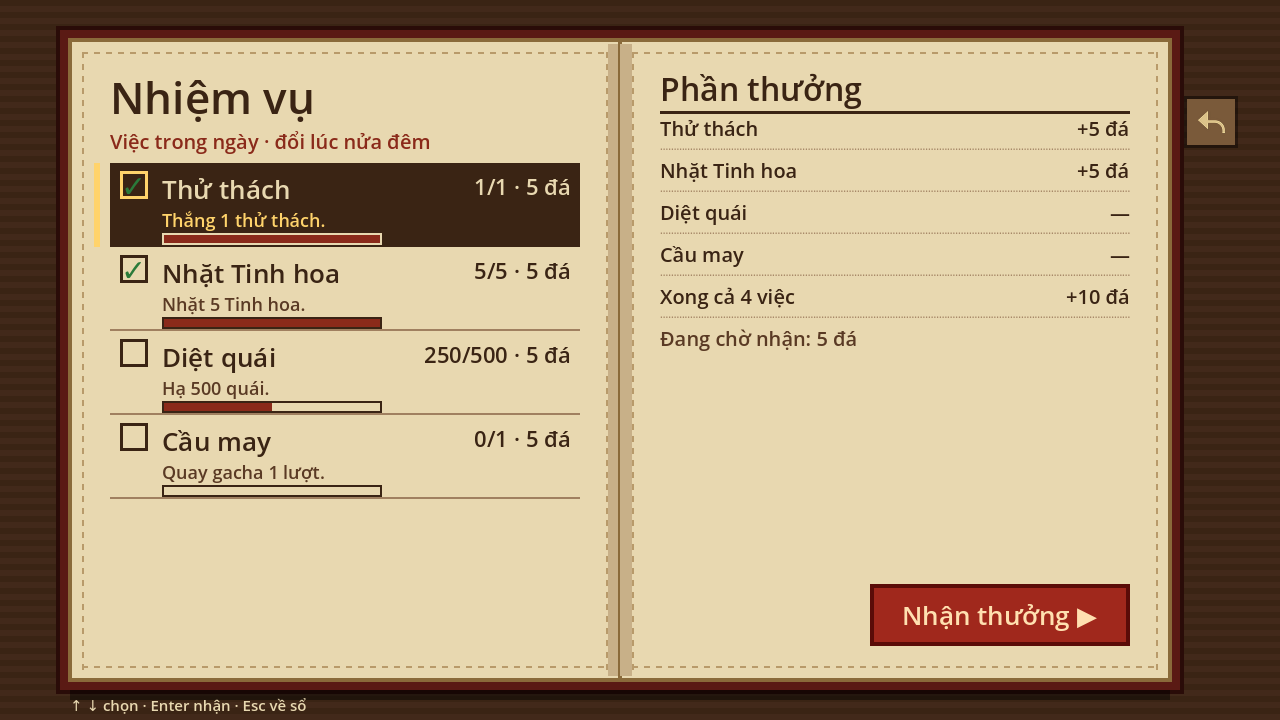 Nhiệm vụ
Việc trong ngày · đổi lúc nửa đêm
✓ Thử thách 1/1 · 5 đá
Thắng 1 thử thách.
✓ Nhặt Tinh hoa 5/5 · 5 đá
Nhặt 5 Tinh hoa.
Diệt quái 250/500 · 5 đá
Hạ 500 quái.
Cầu may 0/1 · 5 đá
Quay gacha 1 lượt.
Phần thưởng
Thử thách +5 đá
Nhặt Tinh hoa +5 đá
Diệt quái —
Cầu may —
Xong cả 4 việc +10 đá
Đang chờ nhận: 5 đá
Nhận thưởng ▶
↑ ↓ chọn · Enter nhận · Esc về sổ